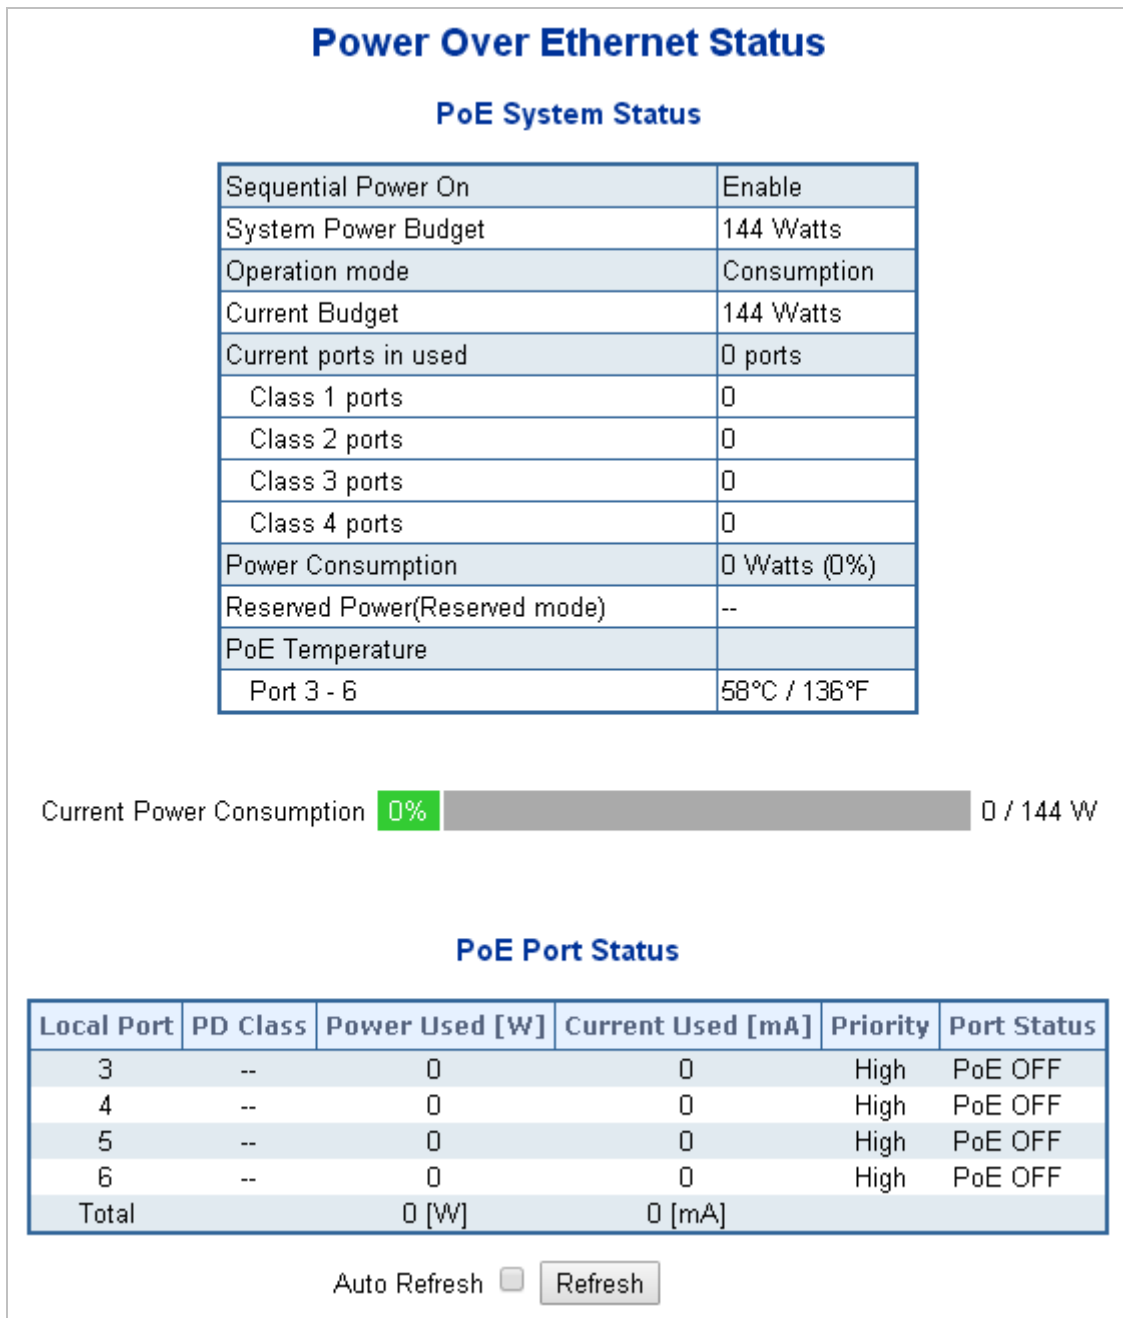 Power Over Ethernet Status
PoE System Status
Sequential Power On Enable
System Power Budget 144 Watts
Operation mode Consumption
Current Budget 144 Watts
Current ports in used 0 ports
Class 1 ports 0
Class 2 ports 0
Class 3 ports 0
Class 4 ports 0
Power Consumption 0 Watts (0%)
Reserved Power(Reserved mode) --
PoE Temperature
Port 3 - 6 58°C / 136°F
Current Power Consumption 0% 0 / 144 W
PoE Port Status
Local Port PD Class Power Used [W] Current Used [mA] Priority Port Status
3 -- 0 0 High PoE OFF
4 -- 0 0 High PoE OFF
5 -- 0 0 High PoE OFF
6 -- 0 0 High PoE OFF
Total 0 [W] 0 [mA]
Auto Refresh Refresh